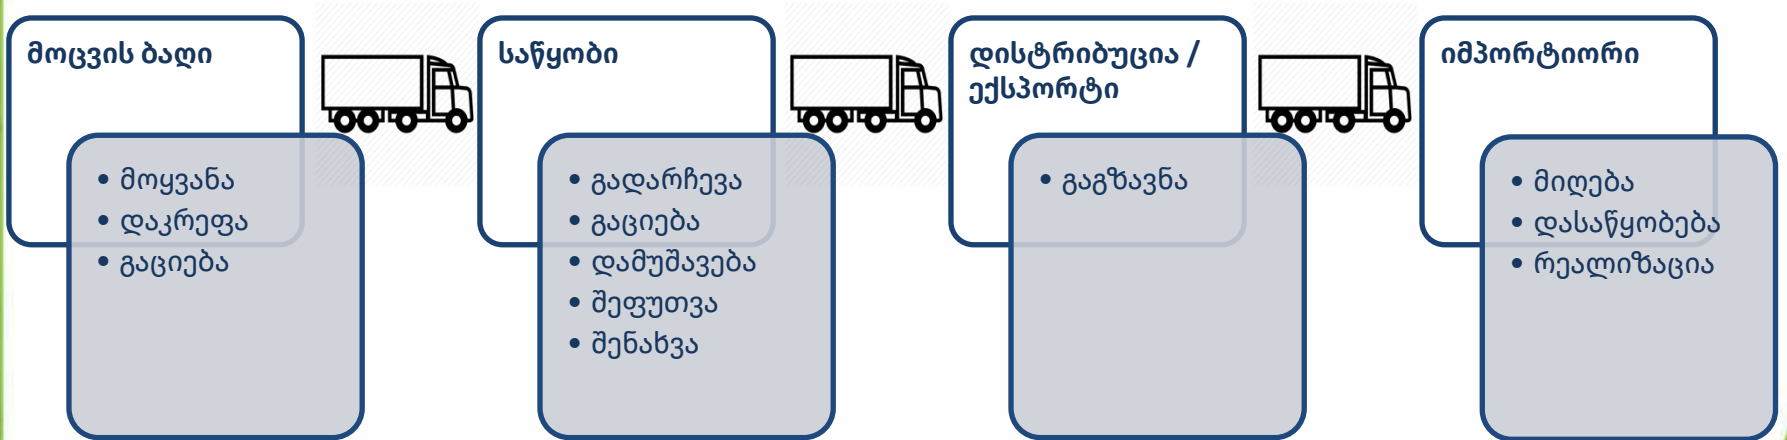 მოცვის ბაღი
• მოყვანა
• დაკრეფა
• გაციება
საწყობი
• გადარჩევა
• გაციება
• დამუშავება
• შეფუთვა
• შენახვა
დისტრიბუცია /
ექსპორტი
• გაგზავნა
იმპორტიორი
• მიღება
• დასაწყობება
• რეალიზაცია